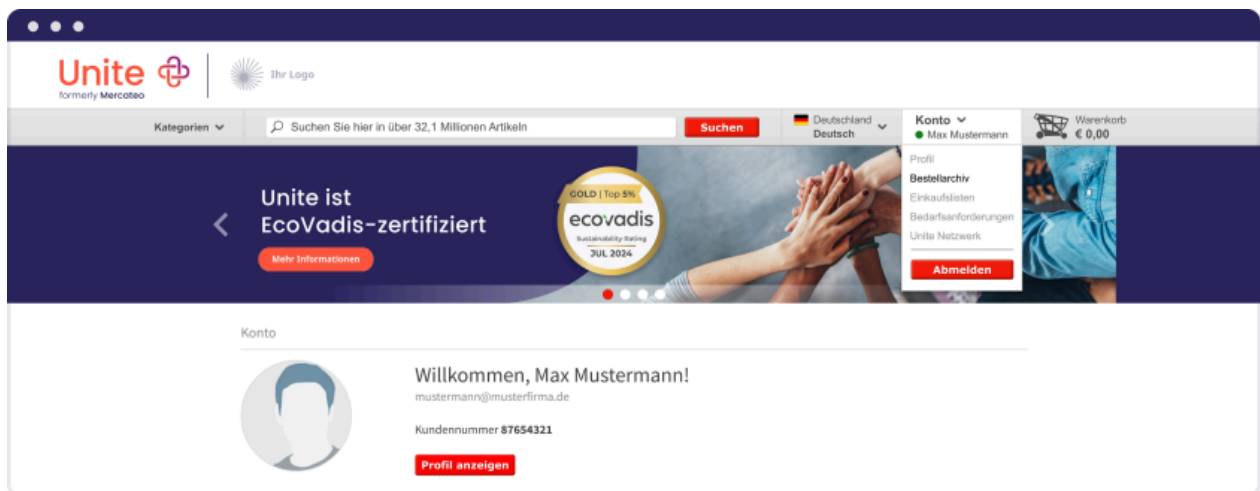 Unite
formerly Mercateo
Ihr Logo
Kategorien
Suchen Sie hier in über 32,1 Millionen Artikeln
Suchen
Deutschland
Deutsch
Konto
Max Mustermann
Warenkorb
€ 0,00
Profil
Bestellarchiv
Einkaufslisten
Bedarfsanforderungen
Unite Netzwerk
Abmelden
Unite ist
EcoVadis-zertifiziert
Mehr Informationen
GOLD | Top 5%
ecovadis
Sustainability Rating
JUL 2024
Konto
Willkommen, Max Mustermann!
mustermann@musterfirma.de
Kundennummer 87654321
Profil anzeigen